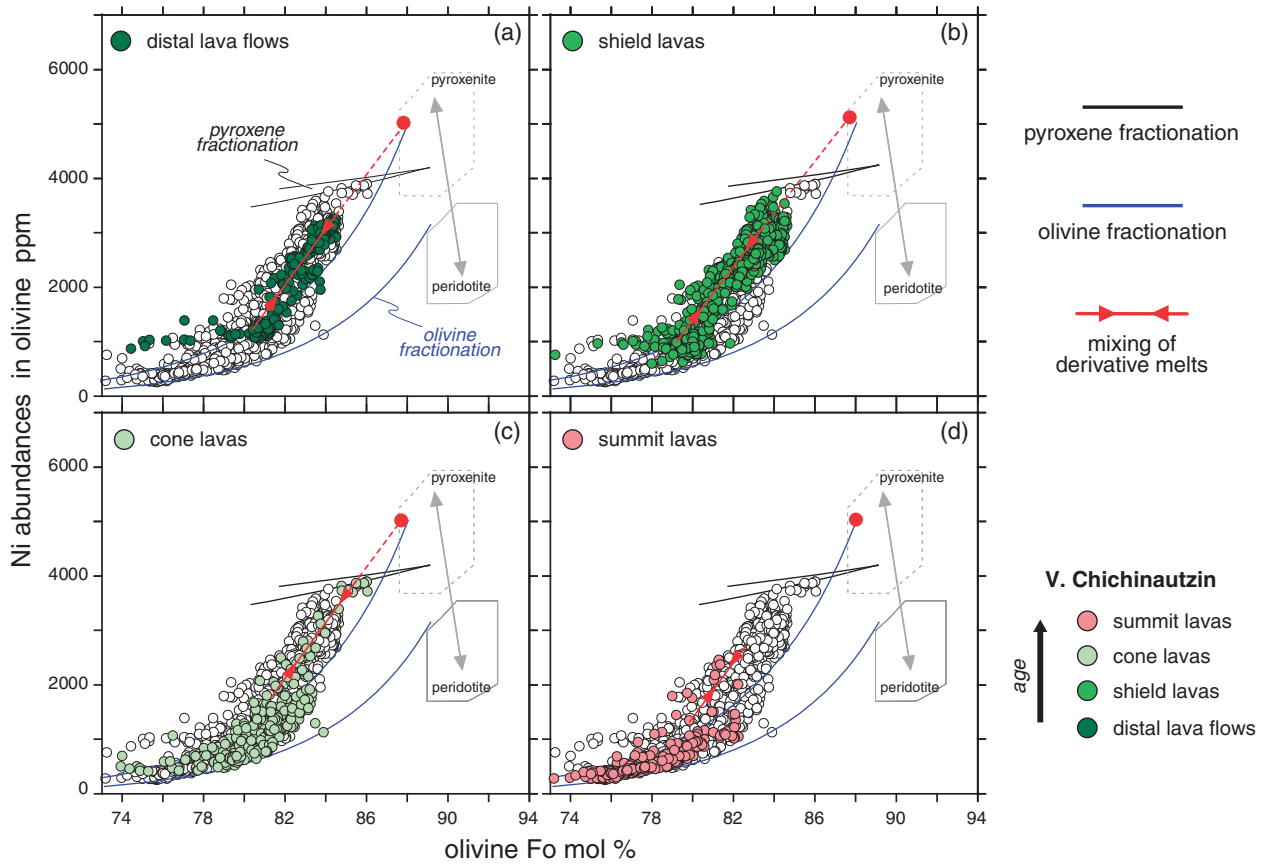 distal lava flows
(a)
pyroxenite
pyroxene
fractionation
peridotite
olivine
fractionation
6000
4000
2000
0
shield lavas
(b)
pyroxenite
peridotite
pyroxene fractionation
olivine fractionation
mixing of
derivative melts
Ni abundances in olivine ppm
cone lavas
(c)
pyroxenite
peridotite
6000
4000
2000
0
74 78 82 86 90 94
summit lavas
(d)
pyroxenite
peridotite
74 78 82 86 90 94
olivine Fo mol %
V. Chichinautzin
age
summit lavas
cone lavas
shield lavas
distal lava flows